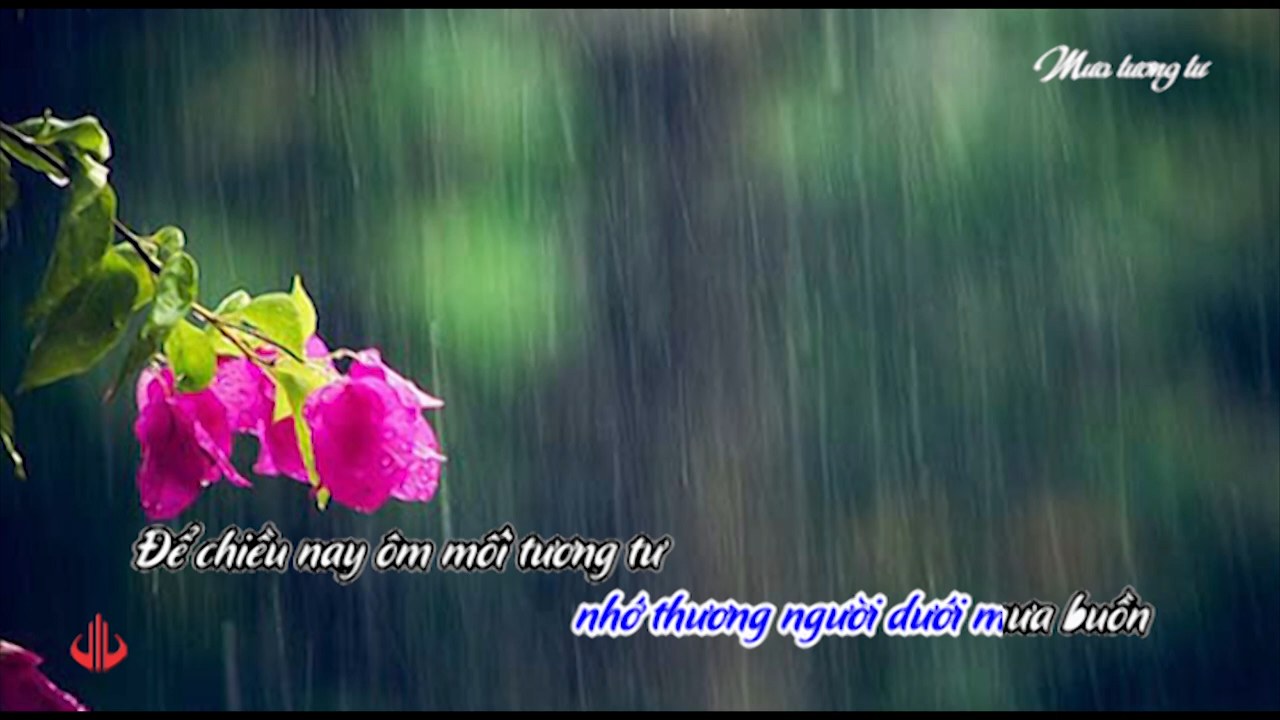 Mưa tương tư
Để chiều nay ôm mối tương tư
nhớ thương người dưới mưa buồn